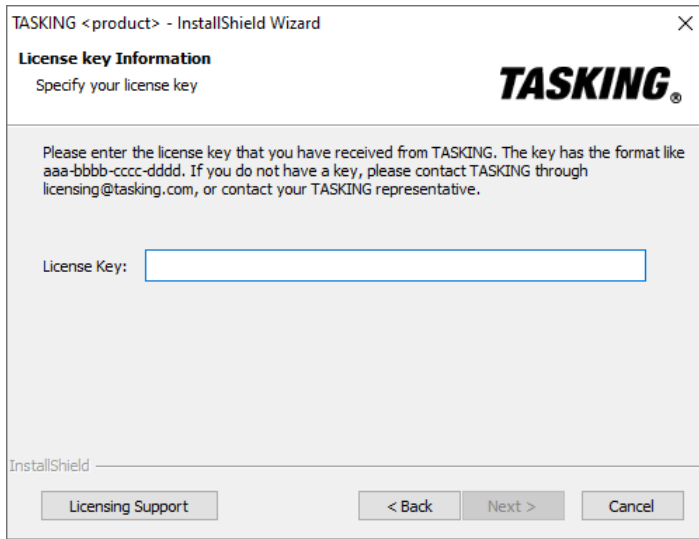 TASKING <product> - InstallShield Wizard
License key Information
Specify your license key
TASKING®
Please enter the license key that you have received from TASKING. The key has the format like
aaa-bbbb-cccc-dddd. If you do not have a key, please contact TASKING through
licensing@tasking.com, or contact your TASKING representative.
License Key:
InstallShield
Licensing Support
< Back
Next >
Cancel